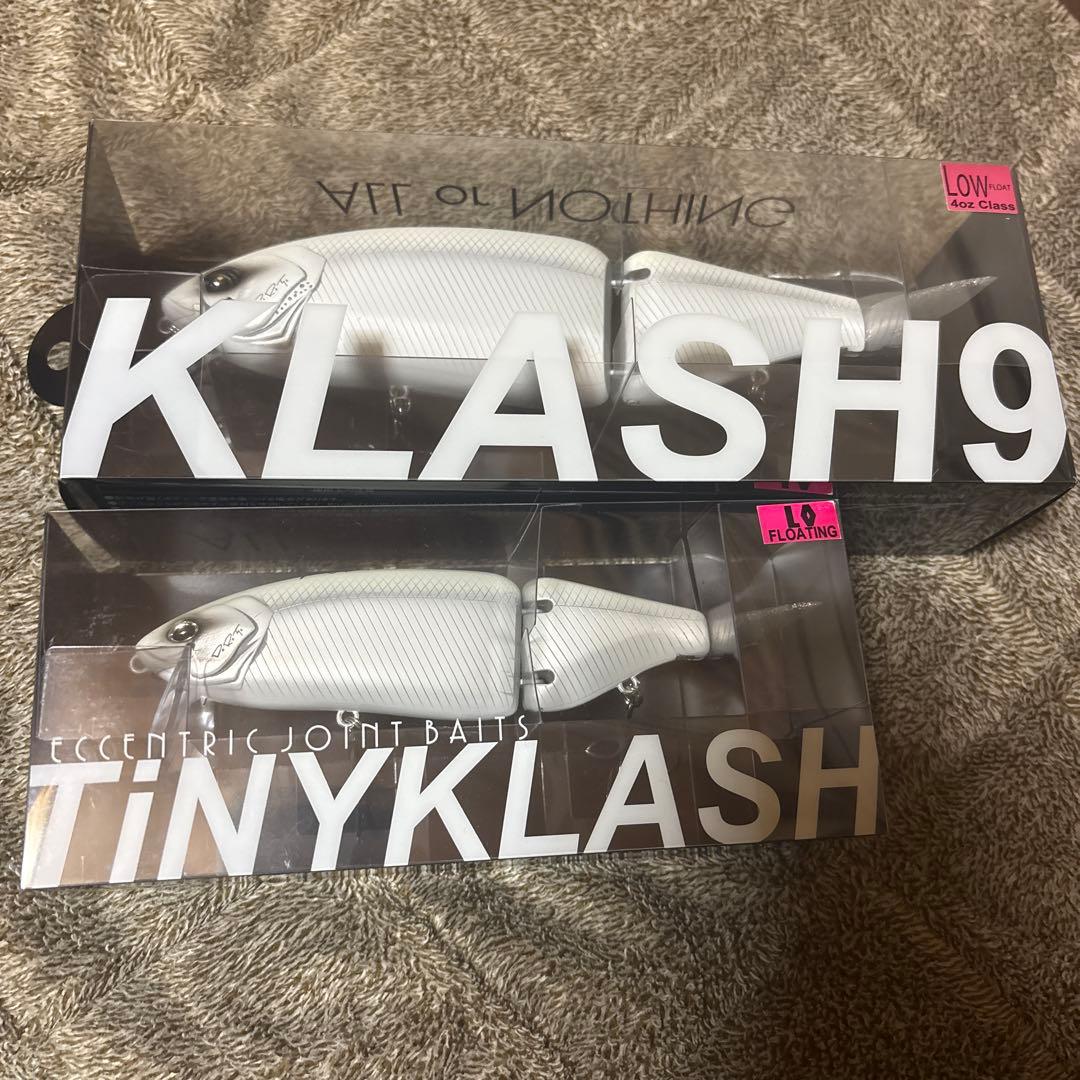 ALL or NOTHING
LOW FLOAT
4oz Class
D.R.T.
KLASH9
LO
FLOATING
D.R.T.
ECCENTRIC JOINT BAITS
TiNYKLASH